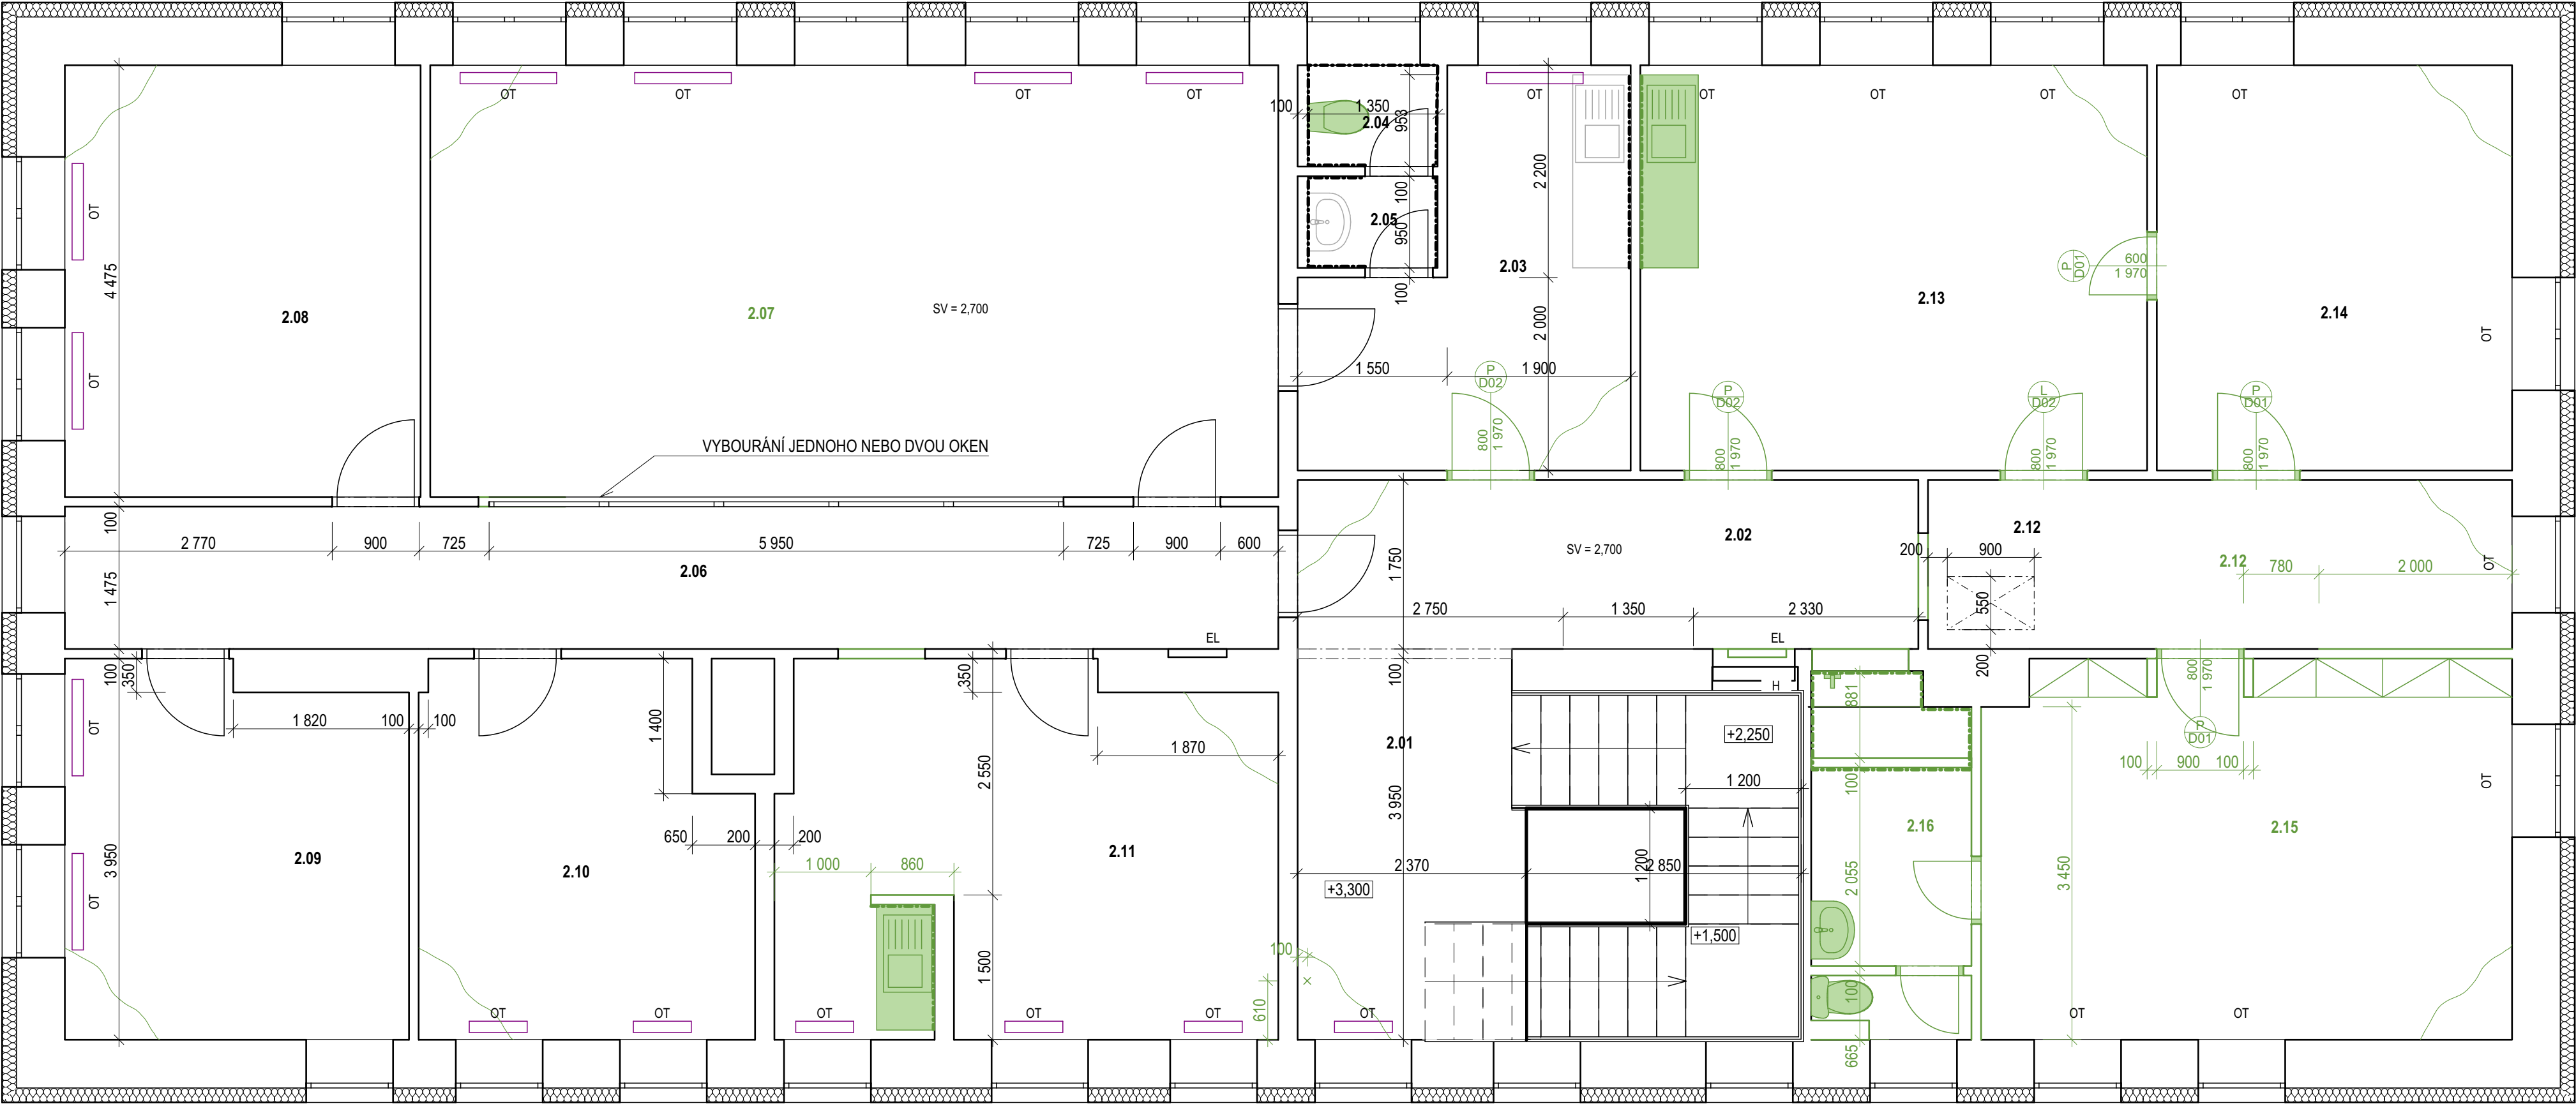 OT
OT
OT
OT
OT
OT
OT
OT
OT
100
1 350
2.04
953
2 200
OT
100
2.05
950
4 475
2.08
2.07
SV = 2,700
100
2.03
2 000
2.13
P
D01
600
1 970
2.14
OT
OT
1 550
1 900
P
D02
800
1 970
P
D02
800
1 970
L
D02
800
1 970
P
D01
800
1 970
VYBOURÁNÍ JEDNOHO NEBO DVOU OKEN
100
2 770
900
725
5 950
725
900
600
1 475
2.06
1 750
SV = 2,700
2.02
200
900
2.12
2.12
780
2 000
OT
550
2 750
1 350
2 330
EL
EL
200
100
350
350
100
H
881
800
1 970
P
D01
OT
1 820
100
100
1 400
1 870
2.01
+2,250
2 550
1 200
100
100
900
100
OT
3 950
3 950
650
200
200
2.09
2.10
2.11
1 000
860
2 370
1 200
2 850
+3,300
2.16
2.15
2 055
3 450
OT
+1,500
100
1 500
610
100
OT
OT
OT
OT
OT
OT
OT
OT
665